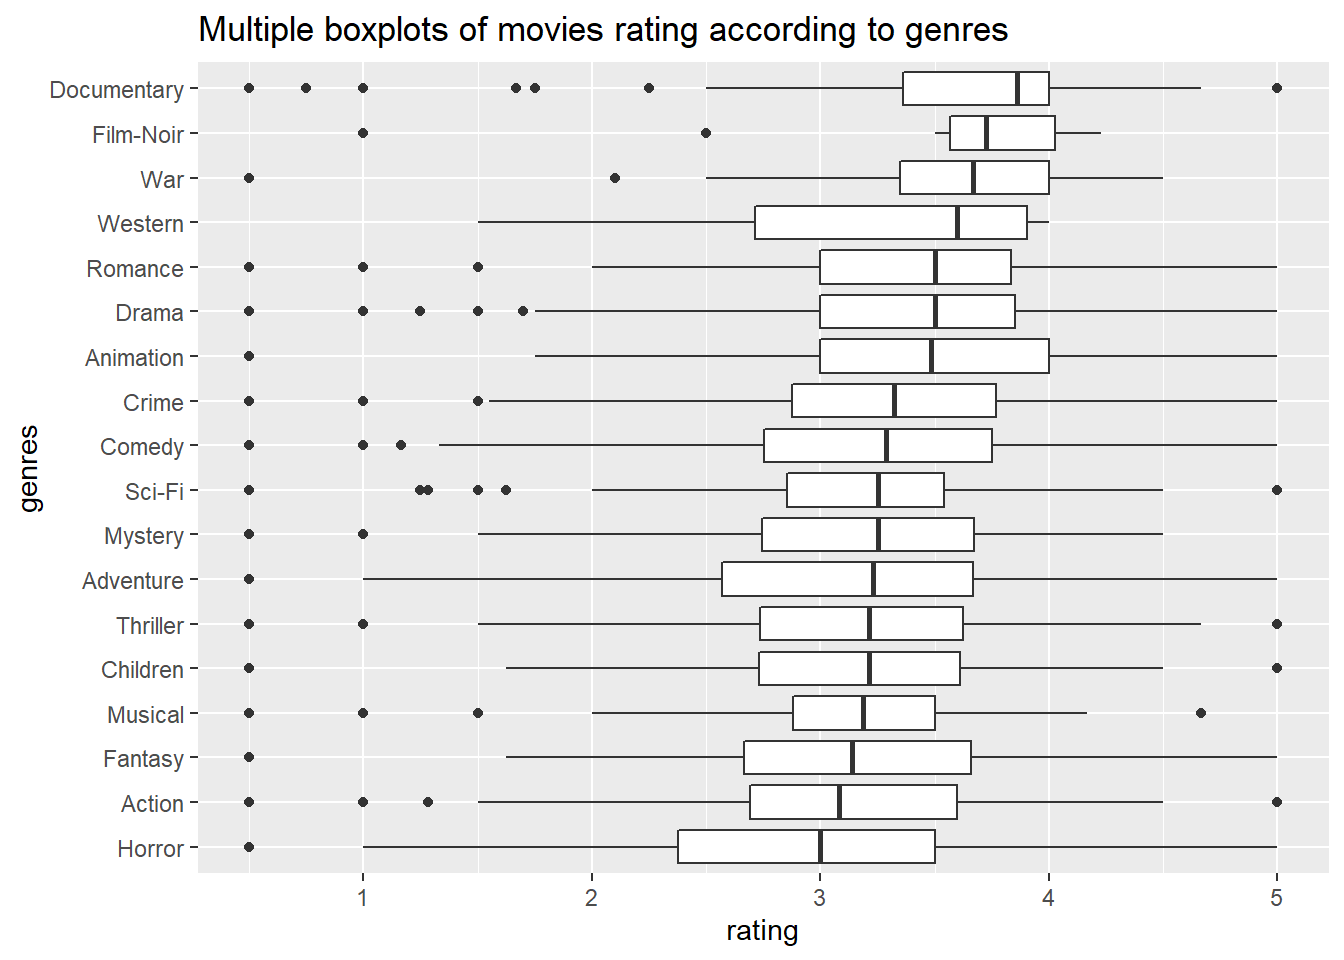 Multiple boxplots of movies rating according to genres
genres
Documentary
Film-Noir
War
Western
Romance
Drama
Animation
Crime
Comedy
Sci-Fi
Mystery
Adventure
Thriller
Children
Musical
Fantasy
Action
Horror
1 2 3 4 5
rating